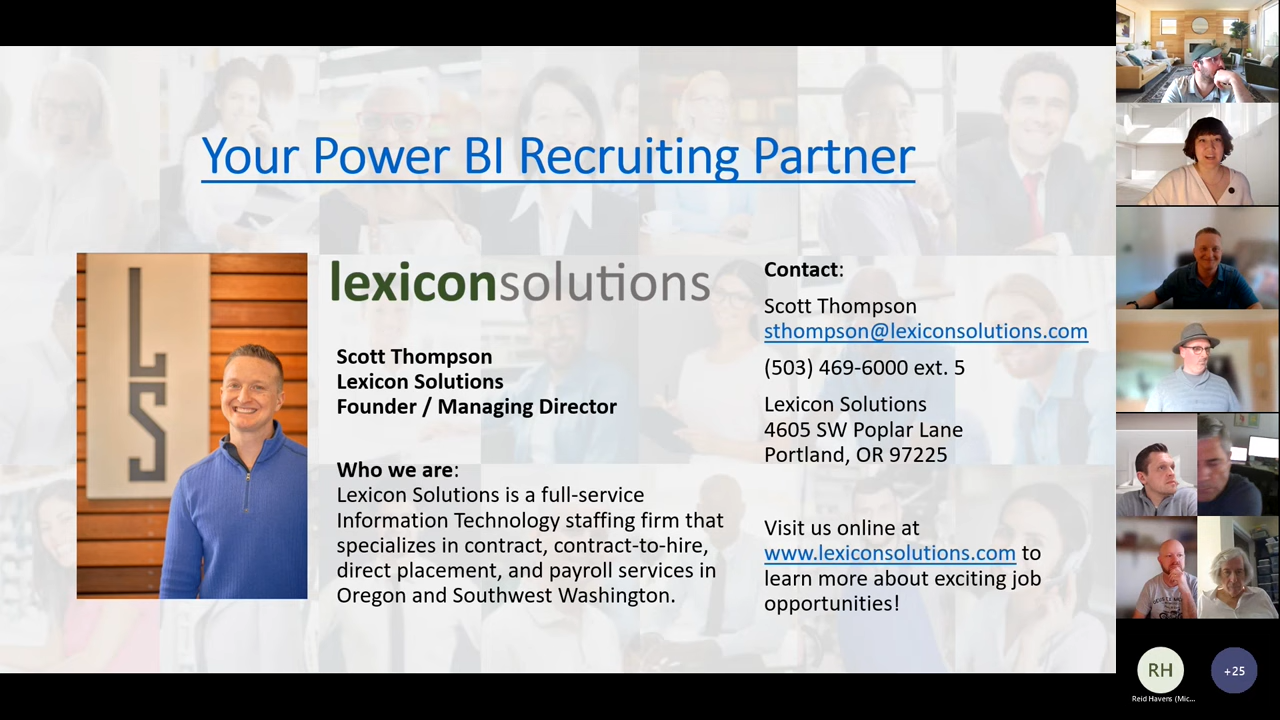 Your Power BI Recruiting Partner
LS
lexiconsolutions
Scott Thompson
Lexicon Solutions
Founder / Managing Director
Who we are:
Lexicon Solutions is a full-service
Information Technology staffing firm that
specializes in contract, contract-to-hire,
direct placement, and payroll services in
Oregon and Southwest Washington.
Contact:
Scott Thompson
sthompson@lexiconsolutions.com
(503) 469-6000 ext. 5
Lexicon Solutions
4605 SW Poplar Lane
Portland, OR 97225
Visit us online at
www.lexiconsolutions.com to
learn more about exciting job
opportunities!
RH
+25
Reid Havens (Mic...